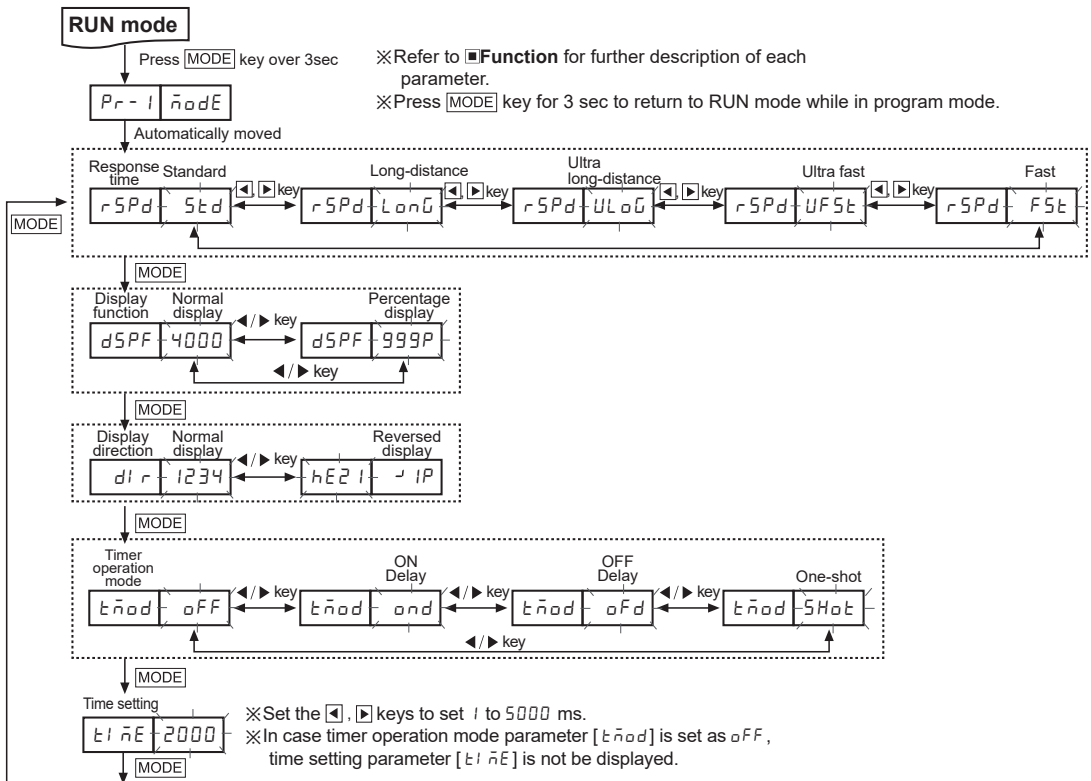 RUN mode
Press MODE key over 3sec
※Refer to ■Function for further description of each
parameter.
※Press MODE key for 3 sec to return to RUN mode while in program mode.
Pr-1 modE
Automatically moved
Response time Standard Long-distance Ultra long-distance Ultra fast Fast
rSPd Std ◀, ▶ key rSPd LonG ◀, ▶ key rSPd ULoG ◀, ▶ key rSPd UFSt ◀, ▶ key rSPd FSt
MODE
MODE
Display function Normal display Percentage display
dSPF 4000 ◀/▶ key dSPF 999P
◀/▶ key
MODE
Display direction Normal display Reversed display
dIr 1234 ◀/▶ key hE21 ┘IP
MODE
Timer operation mode ON Delay OFF Delay One-shot
tmod oFF ◀/▶ key tmod ond ◀/▶ key tmod oFd ◀/▶ key tmod SHot
◀/▶ key
MODE
Time setting
tImE 2000
※Set the ◀, ▶ keys to set 1 to 5000 ms.
※In case timer operation mode parameter [tmod] is set as oFF,
time setting parameter [tImE] is not be displayed.
MODE